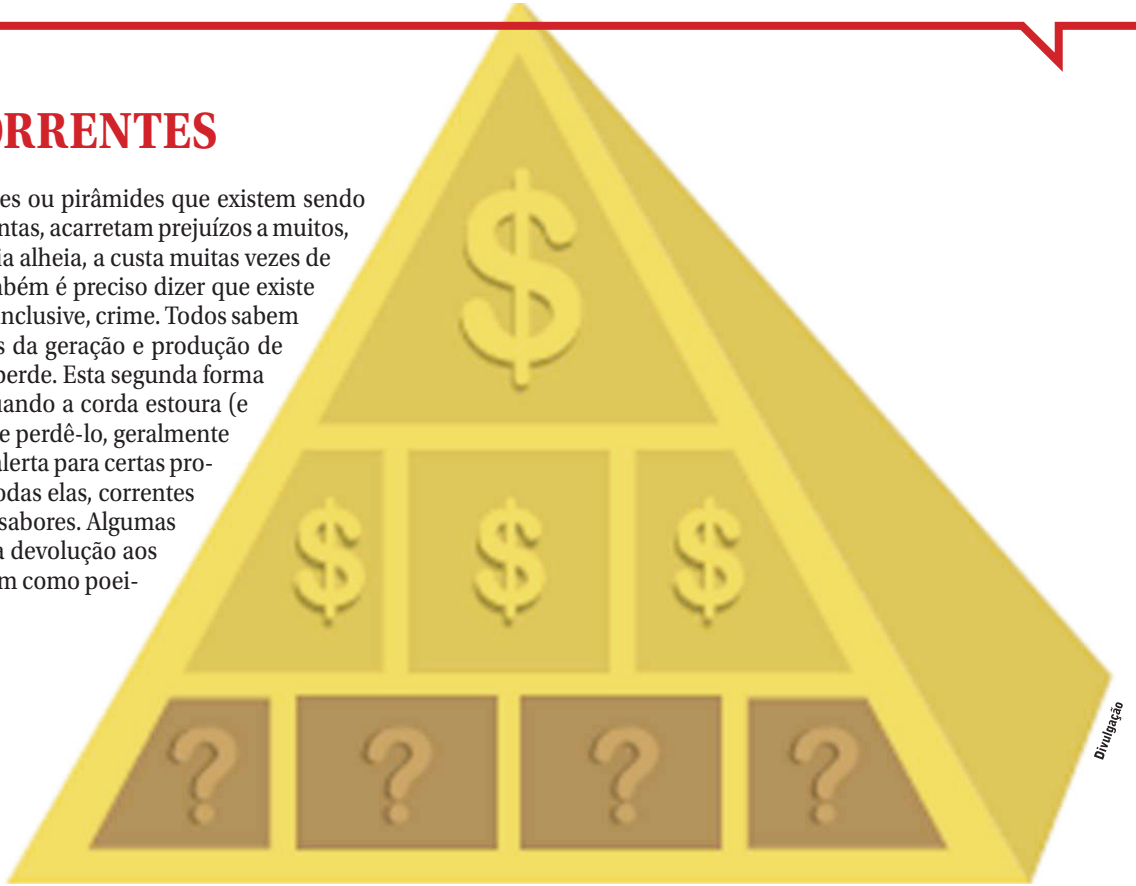 ORRENTES
es ou pirâmides que existem sendo
ntas, acarretam prejuízos a muitos,
ia alheia, a custa muitas vezes de
nbém é preciso dizer que existe
inclusive, crime. Todos sabem
s da geração e produção de
perde. Esta segunda forma
uando a corda estoura (e
e perdê-lo, geralmente
alerta para certas pro-
odas elas, correntes
sabores. Algumas
a devolução aos
m como poei-
$
$ $ $
? ? ? ?
Divulgação